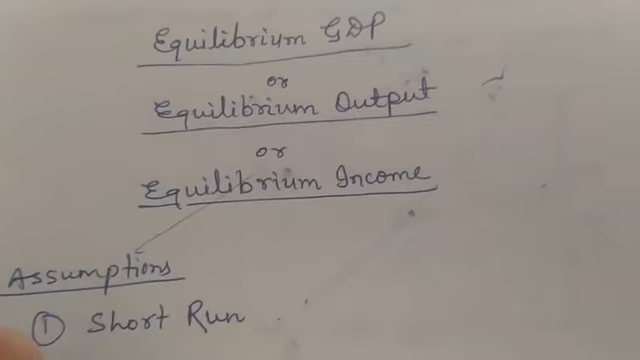 Equilibrium GDP
or
Equilibrium Output
or
Equilibrium Income
Assumptions
① Short Run